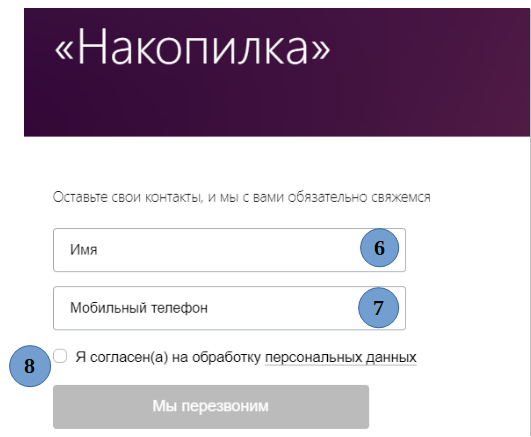 «Накопилка»
Оставьте свои контакты, и мы с вами обязательно свяжемся
Имя 6
Мобильный телефон 7
8 Я согласен(а) на обработку персональных данных
Мы перезвоним